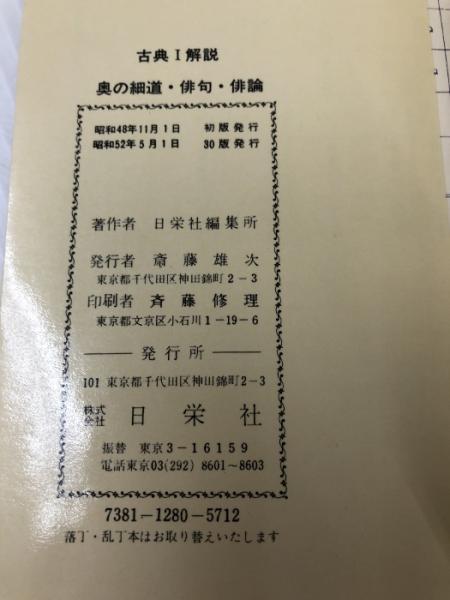 古典Ⅰ解説
奥の細道・俳句・俳論
昭和48年11月1日 初版発行
昭和52年5月1日 30版発行
著作者 日栄社編集所
発行者 斎藤雄次
東京都千代田区神田錦町2-3
印刷者 斉藤修理
東京都文京区小石川1-19-6
発行所
101 東京都千代田区神田錦町2-3
株式会社 日栄社
振替 東京3-16159
電話東京03(292) 8601~8603
7381-1280-5712
落丁・乱丁本はお取り替えいたします